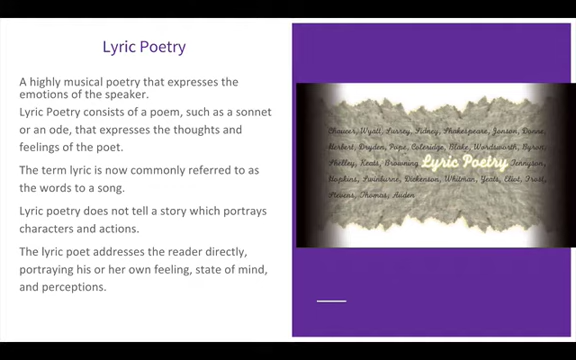 Lyric Poetry
A highly musical poetry that expresses the
emotions of the speaker.
Lyric Poetry consists of a poem, such as a sonnet
or an ode, that expresses the thoughts and
feelings of the poet.
The term lyric is now commonly referred to as
the words to a song.
Lyric poetry does not tell a story which portrays
characters and actions.
The lyric poet addresses the reader directly,
portraying his or her own feeling, state of mind,
and perceptions.
Chaucer, Wyatt, Surrey, Sidney, Shakespeare, Jonson, Donne,
Herbert, Dryden, Pope, Coleridge, Blake, Wordsworth, Byron,
Shelley, Keats, Browning Lyric Poetry Tennyson,
Hopkins, Swinburne, Dickenson, Whitman, Yeats, Eliot, Frost,
Stevens, Thomas, Auden